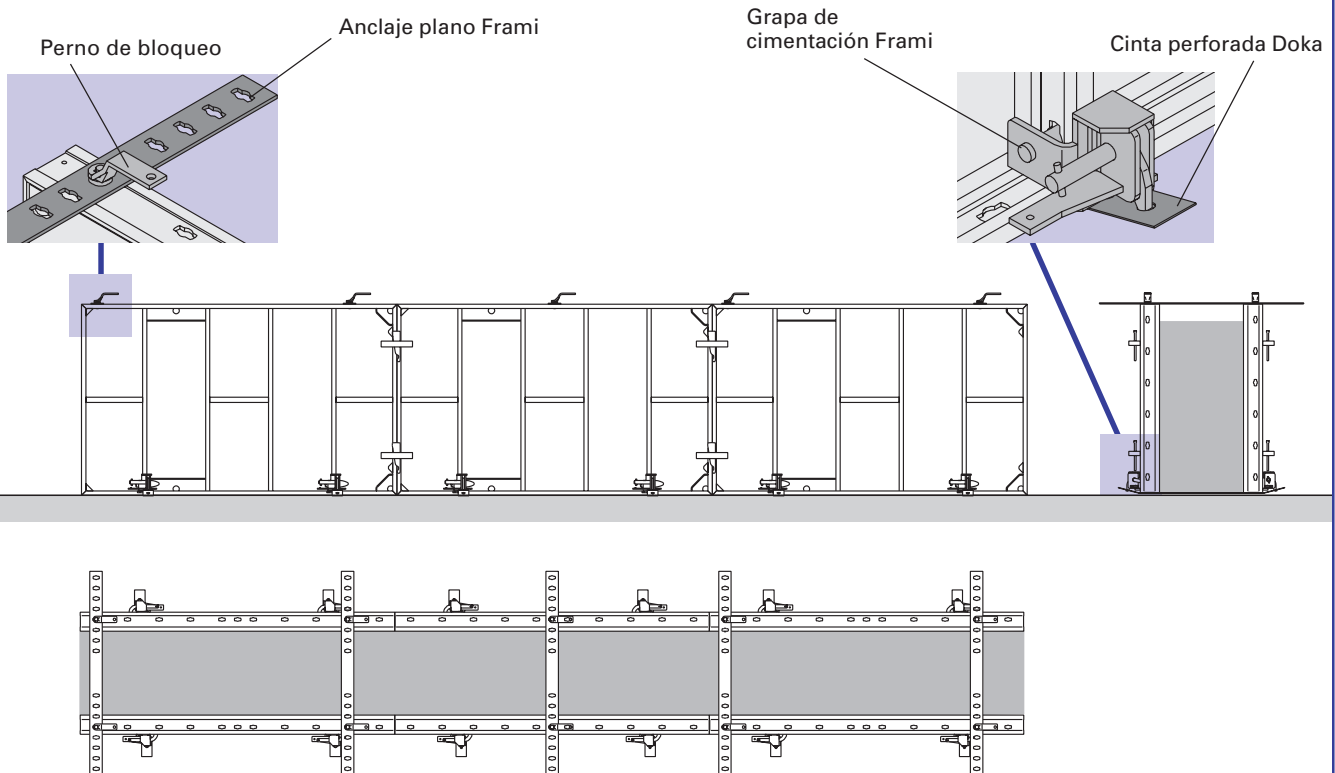 Perno de bloqueo
Anclaje plano Frami
Grapa de
cimentación Frami
Cinta perforada Doka